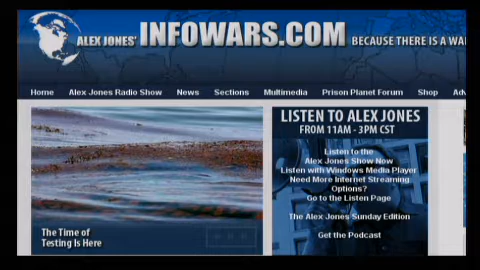 ALEX JONES' INFOWARS.COM BECAUSE THERE IS A WA
Home Alex Jones Radio Show News Sections Multimedia Prison Planet Forum Shop Ad
LISTEN TO ALEX JONES
FROM 11AM - 3PM CST
Listen to the
Alex Jones Show Now
Listen with Windows Media Player
Need More Internet Streaming
Options?
Go to the Listen Page
The Alex Jones Sunday Edition
Get the Podcast
The Time of
Testing Is Here